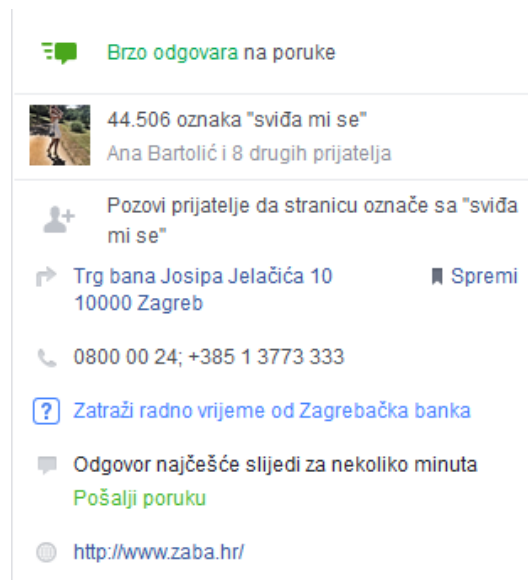 Brzo odgovara na poruke
44.506 oznaka "sviđa mi se"
Ana Bartolić i 8 drugih prijatelja
Pozovi prijatelje da stranicu označe sa "sviđa
mi se"
Trg bana Josipa Jelačića 10
Spremi
10000 Zagreb
0800 00 24; +385 1 3773 333
? Zatraži radno vrijeme od Zagrebačka banka
Odgovor najčešće slijedi za nekoliko minuta
Pošalji poruku
http://www.zaba.hr/